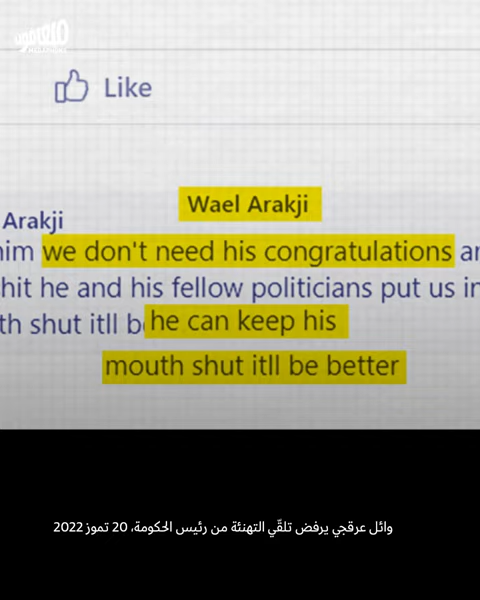 MEGAPHONE
Like
Wael Arakji
Arakji
him we don't need his congratulations
hit he and his fellow politicians put us in
th shut itll b he can keep his
mouth shut itll be better
وائل عرقجي يرفض تلقّي التهنئة من رئيس الحكومة، 20 تموز 2022